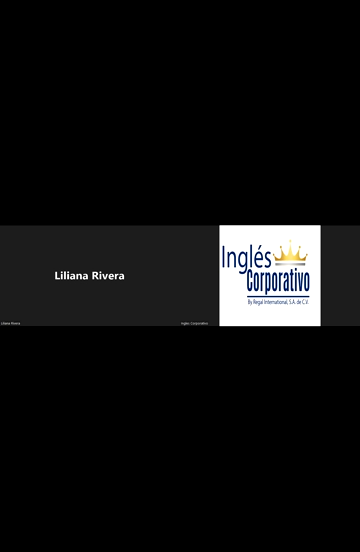 Liliana Rivera
Inglés
Corporativo
By Regal International, S.A. de C.V.
Liliana Rivera
Inglés Corporativo